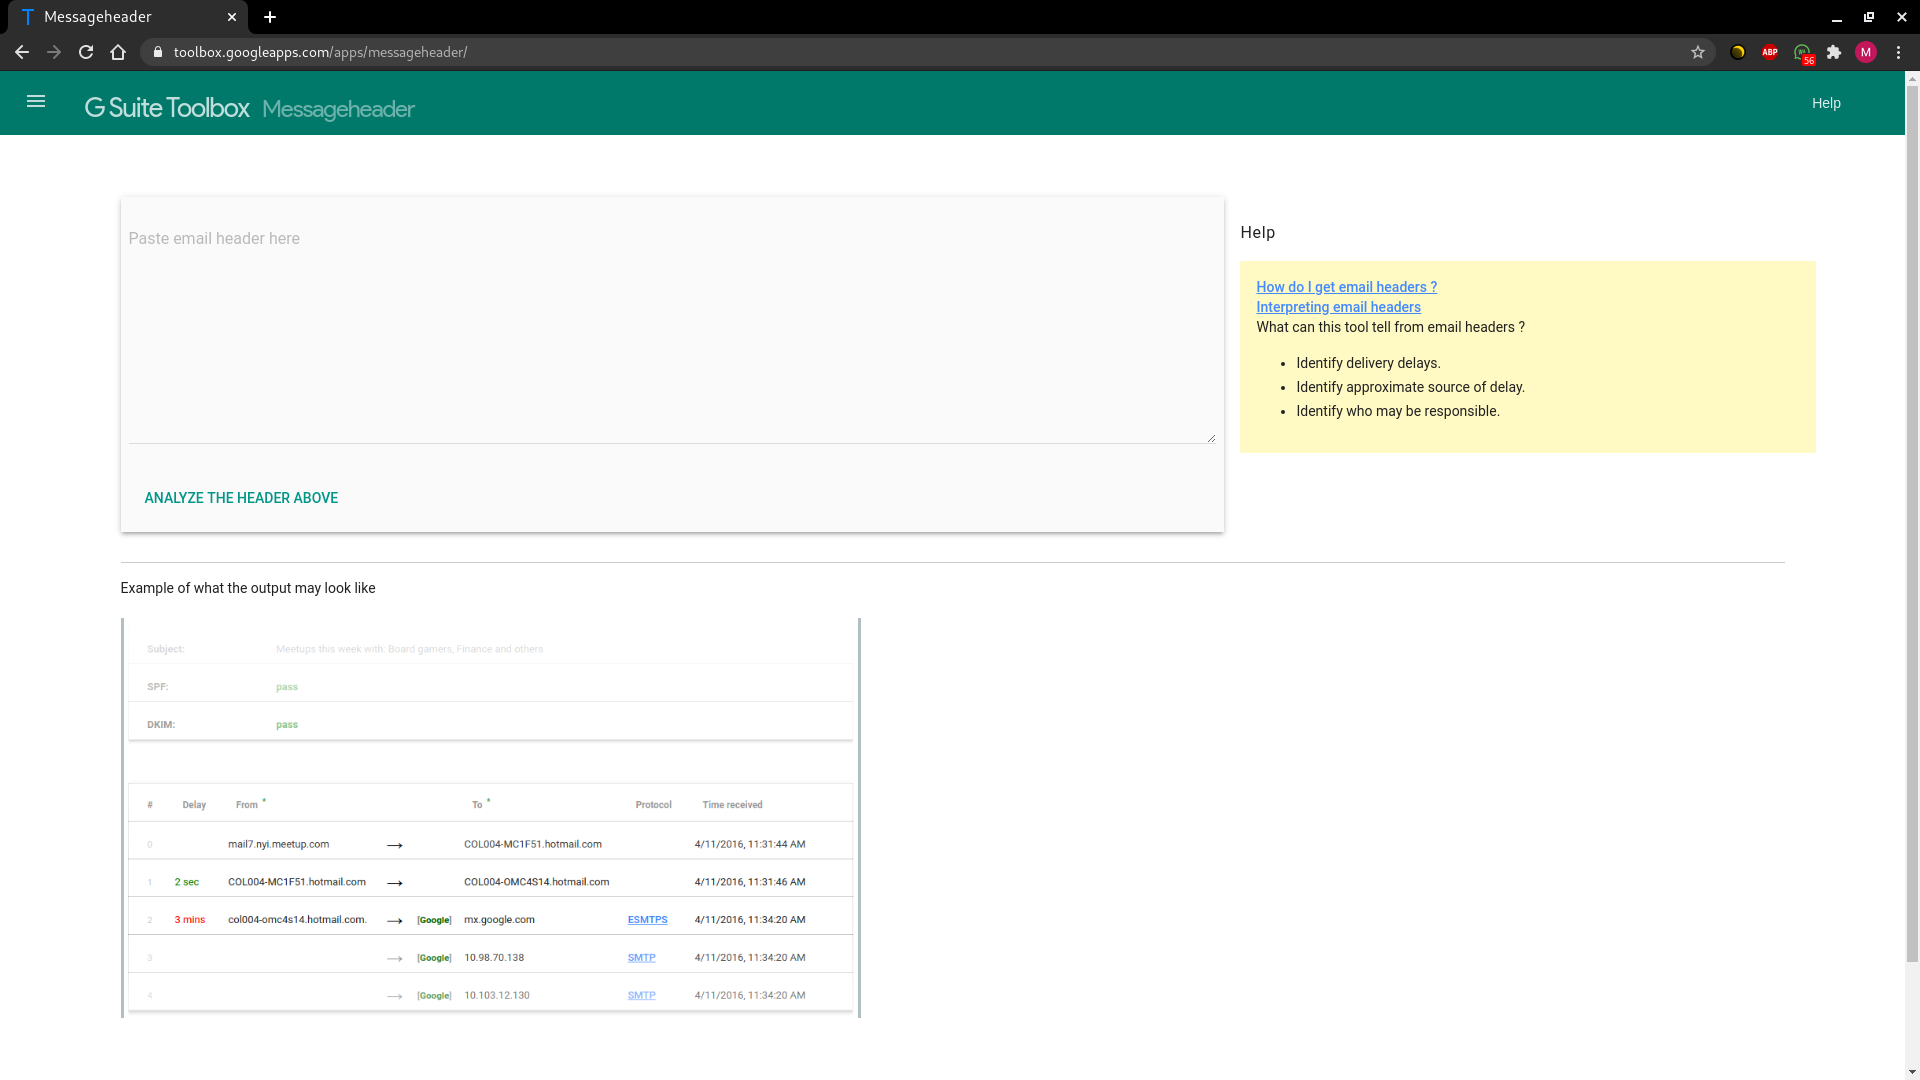 Messageheader
toolbox.googleapps.com/apps/messageheader/
ABP
56
M
G Suite Toolbox Messageheader
Help
Paste email header here
ANALYZE THE HEADER ABOVE
Help
How do I get email headers ?
Interpreting email headers
What can this tool tell from email headers ?
• Identify delivery delays.
• Identify approximate source of delay.
• Identify who may be responsible.
Example of what the output may look like
Subject: Meetups this week with: Board gamers, Finance and others
SPF: pass
DKIM: pass
# Delay From * To * Protocol Time received
0 mail7.nyi.meetup.com → COL004-MC1F51.hotmail.com 4/11/2016, 11:31:44 AM
1 2 sec COL004-MC1F51.hotmail.com → COL004-OMC4S14.hotmail.com 4/11/2016, 11:31:46 AM
2 3 mins col004-omc4s14.hotmail.com. → [Google] mx.google.com ESMTPS 4/11/2016, 11:34:20 AM
3 → [Google] 10.98.70.138 SMTP 4/11/2016, 11:34:20 AM
4 → [Google] 10.103.12.130 SMTP 4/11/2016, 11:34:20 AM